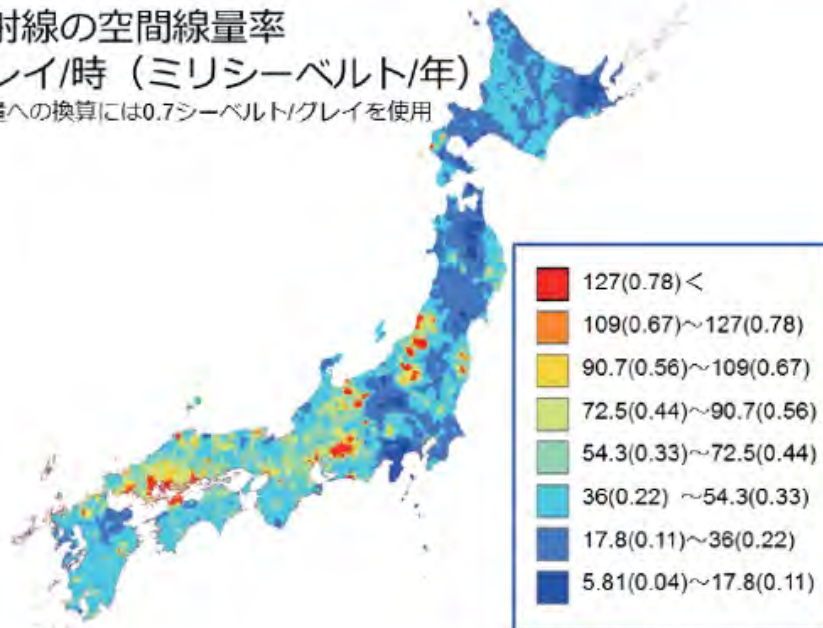 射線の空間線量率
レイ/時（ミリシーベルト/年）
量への換算には0.7シーベルト/グレイを使用
127(0.78)＜
109(0.67)～127(0.78)
90.7(0.56)～109(0.67)
72.5(0.44)～90.7(0.56)
54.3(0.33)～72.5(0.44)
36(0.22) ～54.3(0.33)
17.8(0.11)～36(0.22)
5.81(0.04)～17.8(0.11)